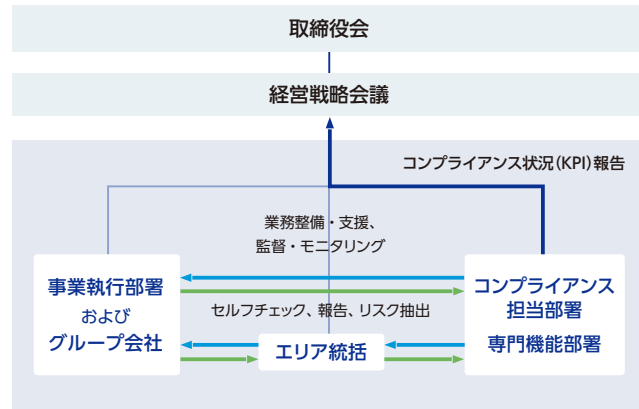 取締役会
経営戦略会議
コンプライアンス状況(KPI)報告
業務整備・支援、
監督・モニタリング
事業執行部署
および
グループ会社
コンプライアンス
担当部署
専門機能部署
セルフチェック、報告、リスク抽出
エリア統括